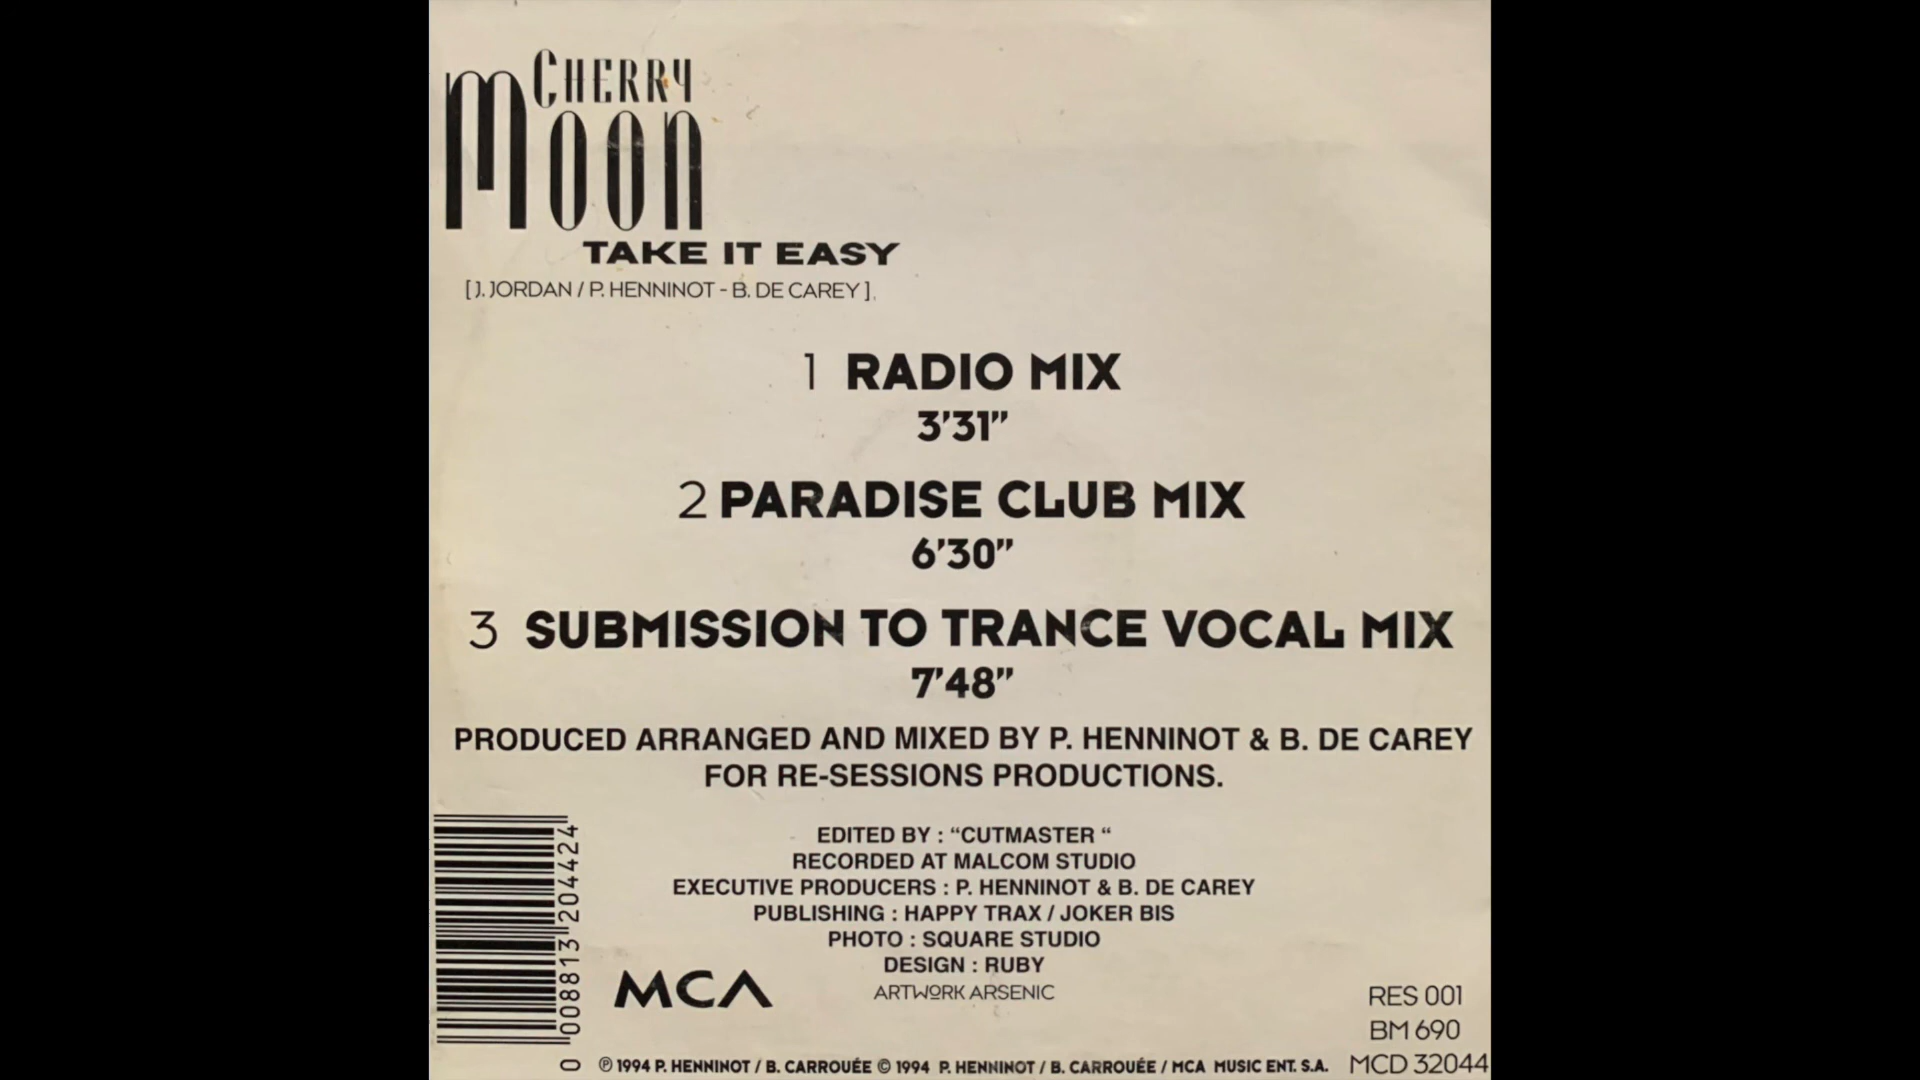 CHERRY
MOON
TAKE IT EASY
[J. JORDAN / P. HENNINOT - B. DE CAREY].
1 RADIO MIX
3'31"
2 PARADISE CLUB MIX
6'30"
3 SUBMISSION TO TRANCE VOCAL MIX
7'48"
PRODUCED ARRANGED AND MIXED BY P. HENNINOT & B. DE CAREY
FOR RE-SESSIONS PRODUCTIONS.
EDITED BY : “CUTMASTER “
RECORDED AT MALCOM STUDIO
EXECUTIVE PRODUCERS : P. HENNINOT & B. DE CAREY
PUBLISHING : HAPPY TRAX / JOKER BIS
PHOTO : SQUARE STUDIO
DESIGN : RUBY
ARTWORK ARSENIC
0 008813 204424
MCA
RES 001
BM 690
MCD 32044
℗ 1994 P. HENNINOT / B. CARROUÉE © 1994 P. HENNINOT / B. CARROUÉE / MCA MUSIC ENT. S.A.